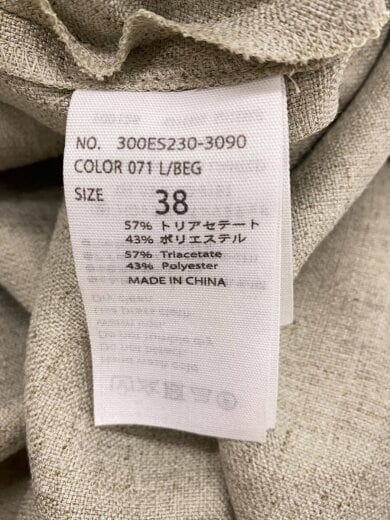 NO. 300ES230-3090
COLOR 071 L/BEG
SIZE 38
57% トリアセテート
43% ポリエステル
57% Triacetate
43% Polyester
MADE IN CHINA